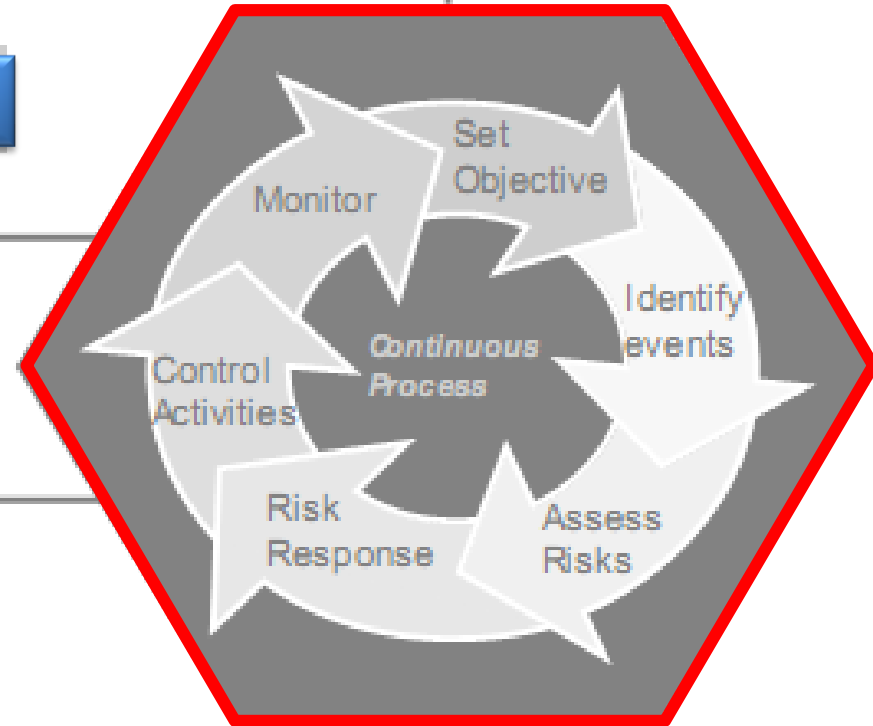 Set
Objective
Identify
events
Assess
Risks
Risk
Response
Control
Activities
Monitor
Continuous
Process